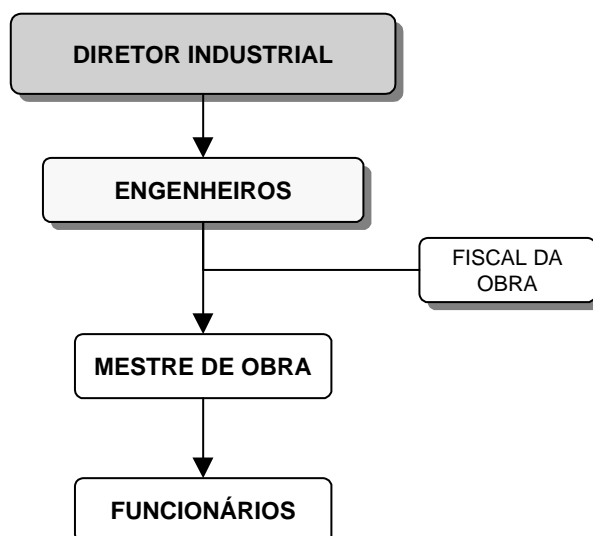 DIRETOR INDUSTRIAL
ENGENHEIROS
FISCAL DA
OBRA
MESTRE DE OBRA
FUNCIONÁRIOS